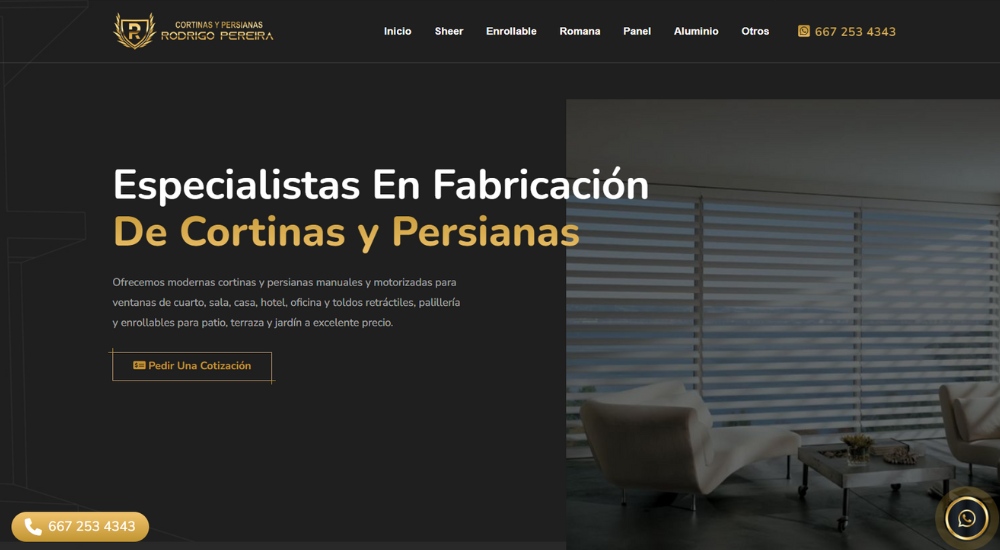 CORTINAS Y PERSIANAS
RODRIGO PEREIRA
R
Inicio Sheer Enrollable Romana Panel Aluminio Otros 667 253 4343
Especialistas En Fabricación
De Cortinas y Persianas
Ofrecemos modernas cortinas y persianas manuales y motorizadas para
ventanas de cuarto, sala, casa, hotel, oficina y toldos retráctiles, palillería
y enrollables para patio, terraza y jardín a excelente precio.
Pedir Una Cotización
667 253 4343